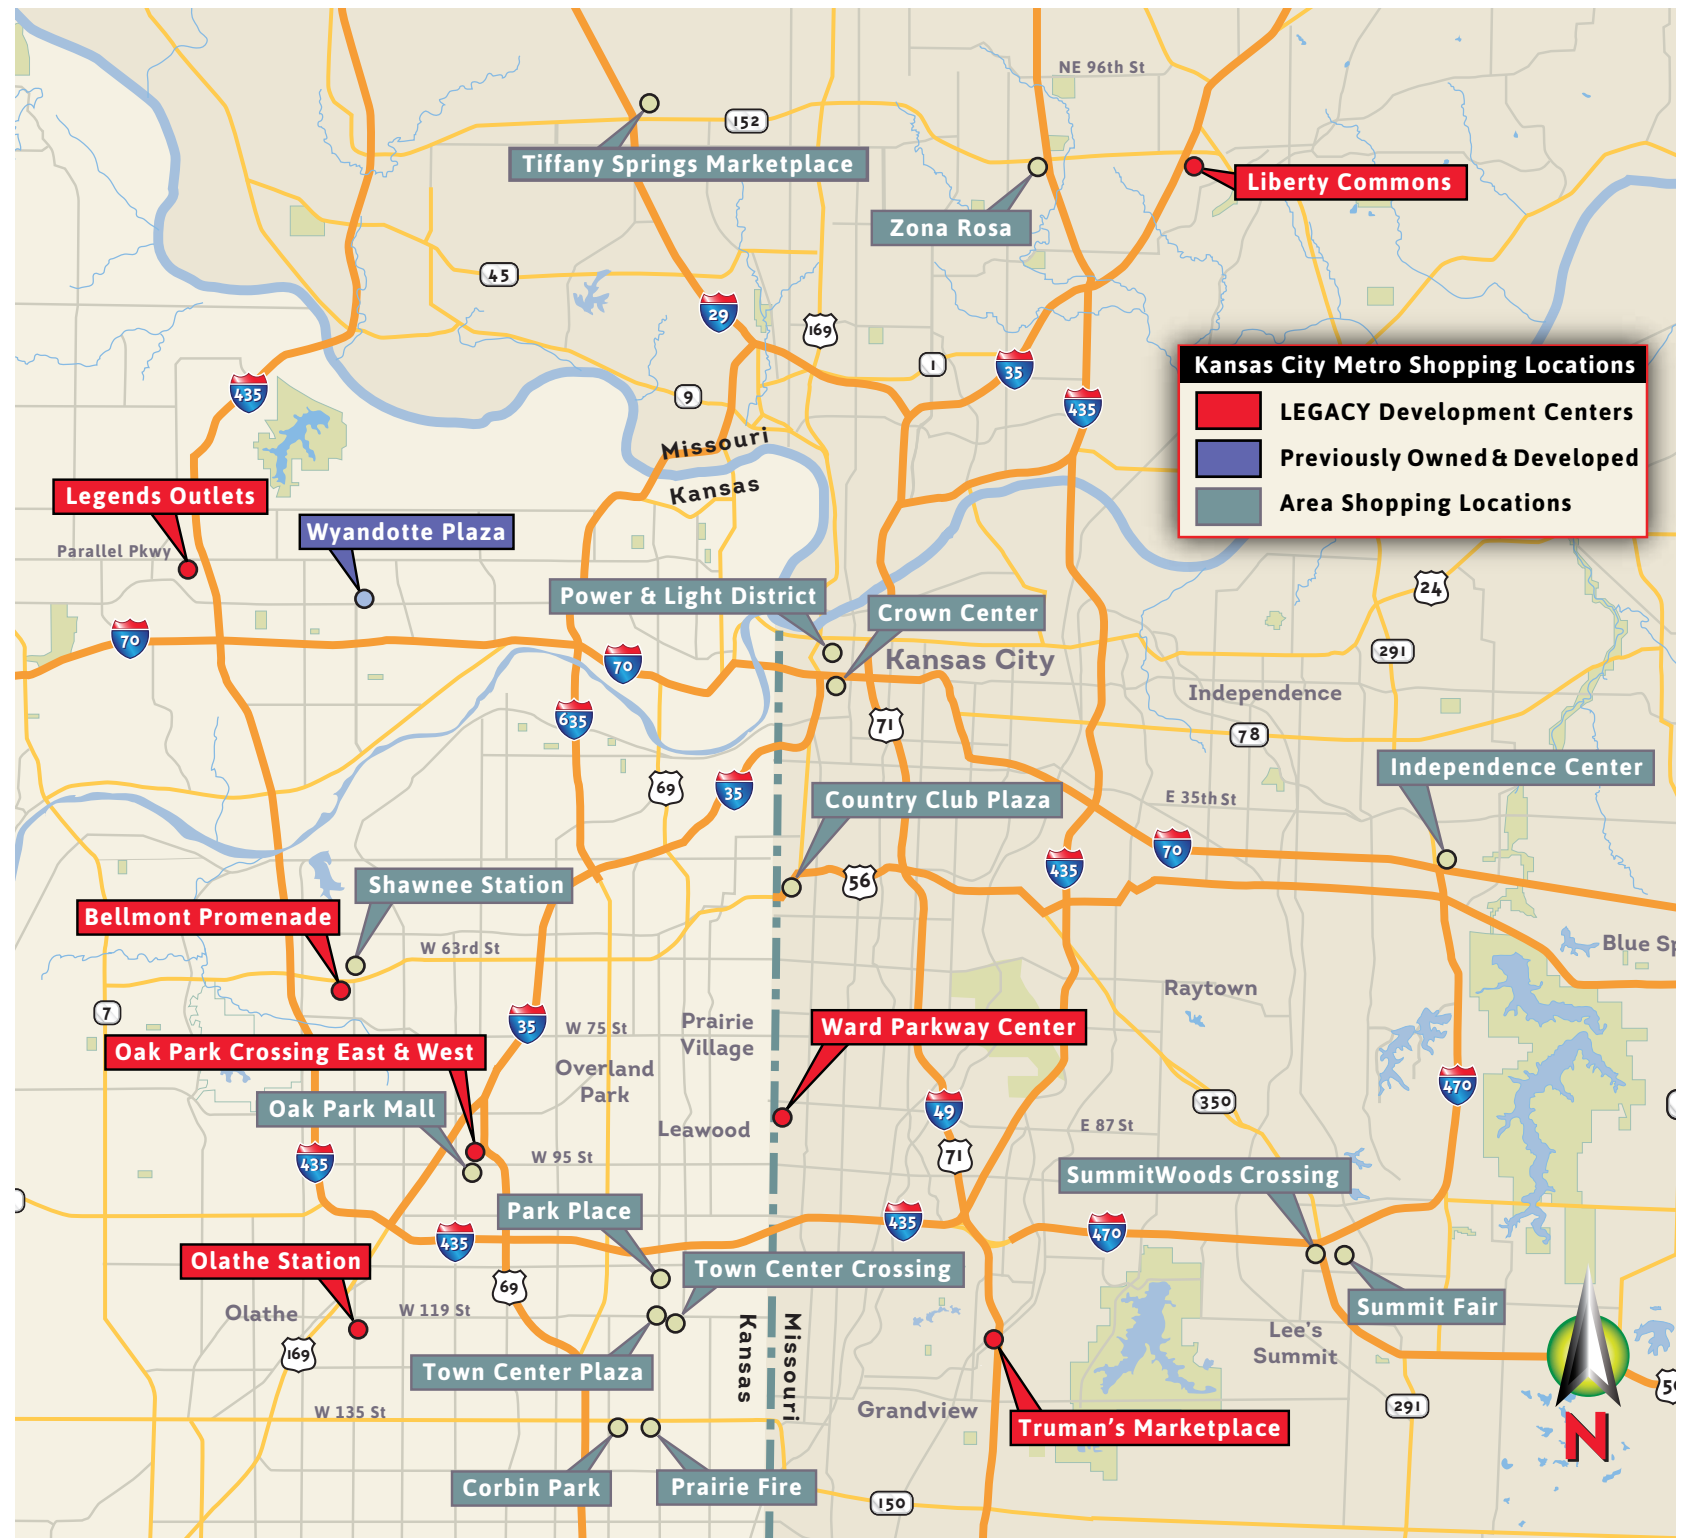 NE 96th St
152
Tiffany Springs Marketplace
Liberty Commons
Zona Rosa
45
29
169
1
35
Kansas City Metro Shopping Locations
LEGACY Development Centers
Previously Owned & Developed
Area Shopping Locations
435
9
435
Missouri
Kansas
Legends Outlets
Wyandotte Plaza
Parallel Pkwy
Power & Light District
Crown Center
24
70
70
Kansas City
291
Independence
635
71
78
Independence Center
69
35
Country Club Plaza
E 35th St
70
435
56
Shawnee Station
Bellmont Promenade
W 63rd St
Blue Sp
Raytown
7
35
W 75 St
Prairie
Village
Ward Parkway Center
Oak Park Crossing East & West
Overland
Park
470
Oak Park Mall
49
350
Leawood
E 87 St
71
W 95 St
435
SummitWoods Crossing
Park Place
435
435
470
Olathe Station
Town Center Crossing
69
Olathe
W 119 St
Summit Fair
169
Kansas
Missouri
Lee's
Summit
Town Center Plaza
W 135 St
Grandview
291
Truman's Marketplace
N
Corbin Park
Prairie Fire
150